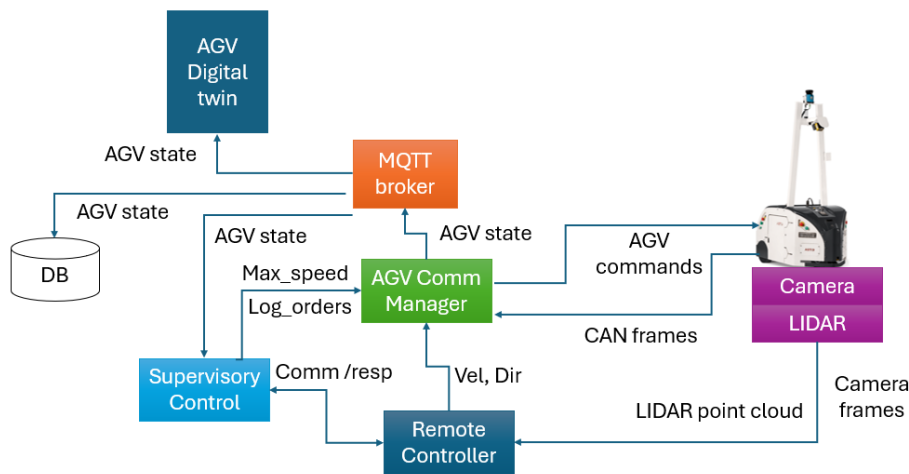 AGV
Digital
twin
AGV state
MQTT
broker
AGV state
AGV state
AGV state
AGV
commands
DB
Max_speed
Log_orders
AGV Comm
Manager
Camera
LIDAR
CAN frames
Supervisory
Control
Comm /resp
Vel, Dir
Camera
frames
LIDAR point cloud
Remote
Controller